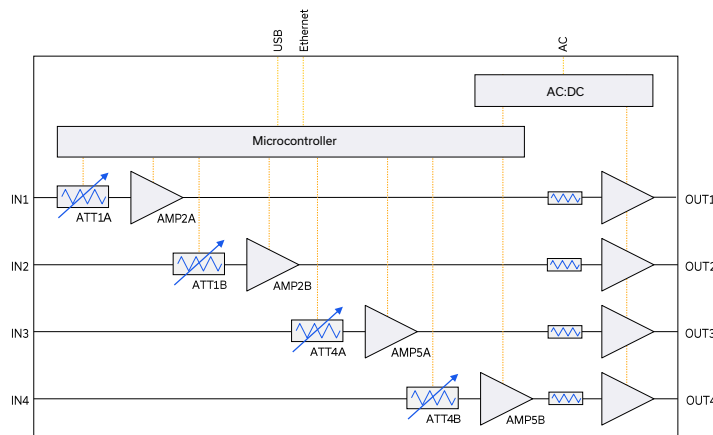 USB
Ethernet
AC
AC:DC
Microcontroller
IN1
ATT1A
AMP2A
OUT1
IN2
ATT1B
AMP2B
OUT2
IN3
ATT4A
AMP5A
OUT3
IN4
ATT4B
AMP5B
OUT4